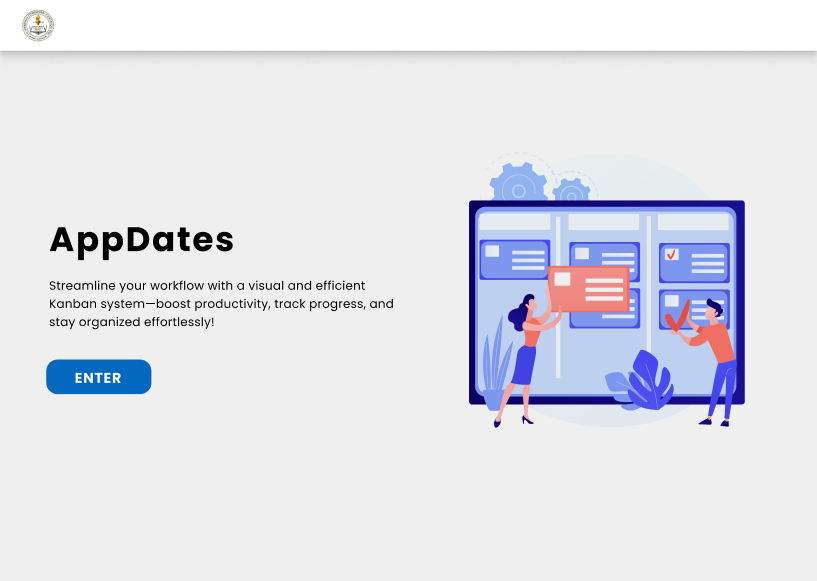 AppDates
Streamline your workflow with a visual and efficient
Kanban system—boost productivity, track progress, and
stay organized effortlessly!
ENTER